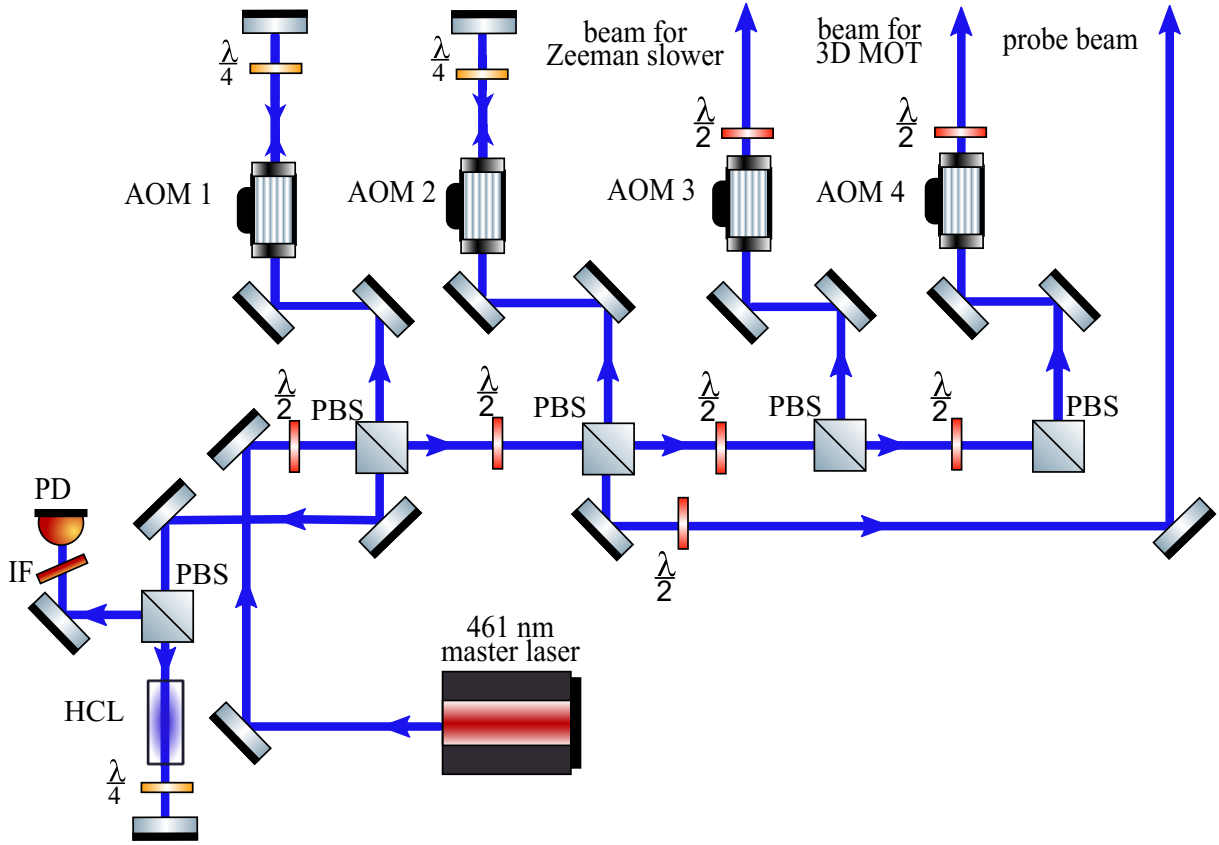 beam for
Zeeman slower
beam for
3D MOT
probe beam
λ
4
λ
4
λ
2
λ
2
AOM 1
AOM 2
AOM 3
AOM 4
λ
2
PBS
λ
2
PBS
λ
2
PBS
λ
2
PBS
PD
IF
PBS
λ
2
461 nm
master laser
HCL
λ
4